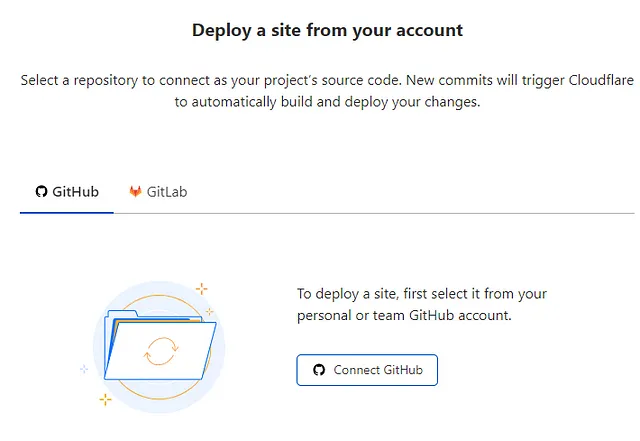 Deploy a site from your account
Select a repository to connect as your project's source code. New commits will trigger Cloudflare
to automatically build and deploy your changes.
GitHub
GitLab
To deploy a site, first select it from your
personal or team GitHub account.
Connect GitHub